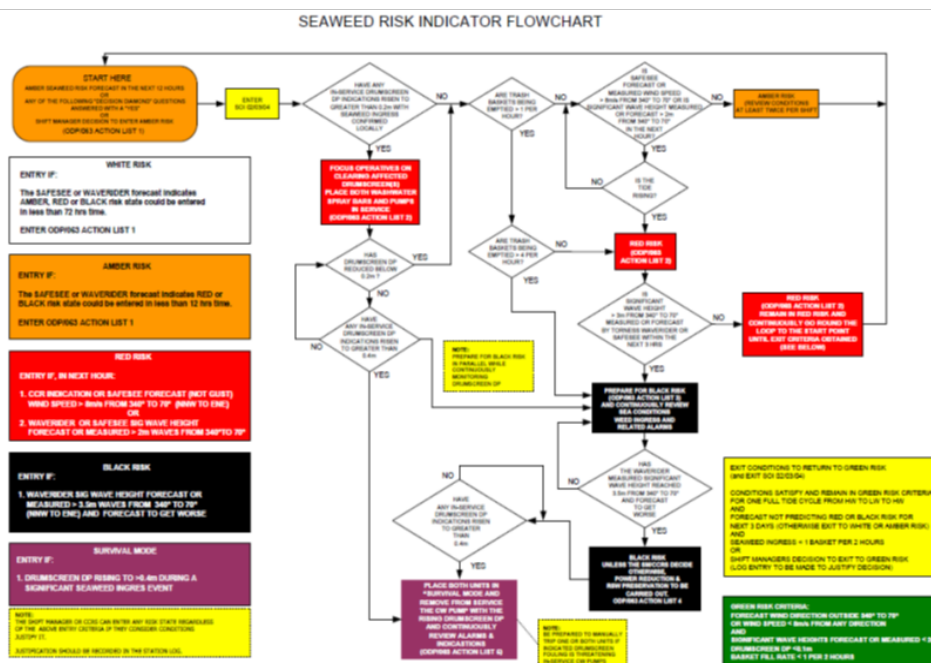 SEAWEED RISK INDICATOR FLOWCHART
START HERE
AMBER SEAWEED RISK FORECAST IN THE NEXT 12 HOURS
OR
ANY OF THE FOLLOWING "DECISION DIAMOND" QUESTIONS
ANSWERED WITH A "YES"
OR
SHIFT MANAGER DECISION TO ENTER AMBER RISK
(ODP/063 ACTION LIST 1)
ENTER
HAVE ANY
IN-SERVICE DRUMSCREEN
DP INDICATIONS RISEN TO
GREATER THAN 0.2m WITH
SEAWEED INGRESS
CONFIRMED
LOCALLY?
NO
YES
ARE TRASH
BASKETS BEING
EMPTIED > 1 PER
HOUR?
NO
YES
IS
SAFESEE
FORECAST OR
MEASURED WIND SPEED
> 8m/s FROM 340° TO 70° OR IS
SIGNIFICANT WAVE HEIGHT MEASURED
OR FORECAST > 2m
FROM 340° TO 70°
IN THE NEXT
HOUR?
NO
YES
AMBER RISK
(REVIEW CONDITIONS
AT LEAST TWICE PER SHIFT)
IS THE
TIDE
RISING?
NO
YES
WHITE RISK
ENTRY IF:
The SAFESEE or WAVERIDER forecast indicates
AMBER, RED or BLACK risk state could be entered
in less than 72 hrs time.
ENTER ODP/063 ACTION LIST 1
FOCUS OPERATIVES ON
CLEARING AFFECTED
DRUMSCREEN(S)
PLACE BOTH WASHWATER
SPRAY BARS AND PUMPS
IN SERVICE
(ODP/063 ACTION LIST 2)
HAS
DRUMSCREEN DP
REDUCED BELOW
0.2m?
YES
NO
ARE TRASH
BASKETS BEING
EMPTIED > 4 PER
HOUR?
NO
YES
RED RISK
(ODP/063
ACTION LIST 2)
AMBER RISK
ENTRY IF:
The SAFESEE or WAVERIDER forecast indicates RED or
BLACK risk state could be entered in less than 12 hrs time.
ENTER ODP/063 ACTION LIST 1
HAVE
ANY IN-SERVICE
DRUMSCREEN DP
INDICATIONS RISEN
TO GREATER THAN
0.4m
NO
YES
IS
SIGNIFICANT
WAVE HEIGHT
> 3m FROM 340° TO 70°
MEASURED OR FORECAST
BY TORNESS WAVERIDER OR
SAFESEE WITHIN THE
NEXT 3 HRS
NO
YES
RED RISK
(ODP/063 ACTION LIST 2)
REMAIN IN RED RISK AND
CONTINUOUSLY GO ROUND THE
LOOP TO THE START POINT
UNTIL EXIT CRITERIA OBTAINED
(SEE BELOW)
NOTE:
PREPARE FOR BLACK RISK
IN PARALLEL WHILE
CONTINUOUSLY
MONITORING
DRUMSCREEN DP
RED RISK
ENTRY IF, IN NEXT HOUR:
1. CCR INDICATION OR SAFESEE FORECAST (NOT GUST)
WIND SPEED > 8m/s FROM 340° TO 70° (NNW TO ENE)
OR
2. WAVERIDER OR SAFESEE SIG WAVE HEIGHT
FORECAST OR MEASURED > 2m WAVES FROM 340°TO 70°
PREPARE FOR BLACK RISK
(ODP/063 ACTION LIST 3)
AND CONTINUOUSLY REVIEW
SEA CONDITIONS
WEED INGRESS AND
RELATED ALARMS
BLACK RISK
ENTRY IF:
1. WAVERIDER SIG WAVE HEIGHT FORECAST OR
MEASURED > 3.5m WAVES FROM 340° TO 70°
(NNW TO ENE) AND FORECAST TO GET WORSE
HAS
THE WAVERIDER
MEASURED SIGNIFICANT
WAVE HEIGHT REACHED
3.5m FROM 340° TO 70°
AND FORECAST
TO GET
WORSE
NO
YES
HAVE
ANY IN-SERVICE
DRUMSCREEN DP
INDICATIONS RISEN
TO GREATER THAN
0.4m
NO
YES
EXIT CONDITIONS TO RETURN TO GREEN RISK
(and EXIT SOI 02/03/04)
CONDITIONS SATISFY AND REMAIN IN GREEN RISK CRITERIA
FOR ONE FULL TIDE CYCLE FROM HW TO LW TO HW
AND
FORECAST NOT PREDICTING RED OR BLACK FOR
NEXT 3 DAYS (OTHERWISE EXIT TO WHITE OR AMBER RISK)
AND
SEAWEED INGRESS < 1 BASKET PER 2 HOURS
OR
SHIFT MANAGERS DECISION TO EXIT TO GREEN RISK
(LOG ENTRY TO BE MADE TO JUSTIFY DECISION)
SURVIVAL MODE
ENTRY IF:
1. DRUMSCREEN DP RISING TO >0.4m DURING A
SIGNIFICANT SEAWEED INGRES EVENT
BLACK RISK
UNLESS THE
DECIDE
OTHERWISE,
POWER REDUCTION &
RSW PRESERVATION TO BE
CARRIED OUT.
ODP/063 ACTION LIST 4
PLACE BOTH UNITS IN
"SURVIVAL MODE AND
REMOVE FROM SERVICE
THE CW PUMP WITH THE
RISING DRUMSCREEN DP
AND CONTINUOUSLY
REVIEW ALARMS &
INDICATIONS
(ODP/063 ACTION LIST 5)
NOTE:
THE SHIFT MANAGER OR CCRS CAN ENTER ANY RISK STATE REGARDLESS
OF THE ABOVE ENTRY CRITERIA IF THEY CONSIDER CONDITIONS
JUSTIFY IT.
JUSTIFICATION SHOULD BE RECORDED IN THE STATION LOG.
NOTE:
BE PREPARED TO MANUALLY
TRIP ONE OR BOTH UNITS IF
INDICATED DRUMSCREEN
FOULING IS THREATENING
IN-SERVICE CW PUMPS
GREEN RISK CRITERIA:
FORECAST WIND DIRECTION OUTSIDE 340° TO 70°
OR WIND SPEED < 8m/s FROM ANY DIRECTION
AND
SIGNIFICANT WAVE HEIGHTS FORECAST OR MEASURED <
DRUMSCREEN DP <0.1m
BASKET FILL RATE < 1 PER 2 HOURS